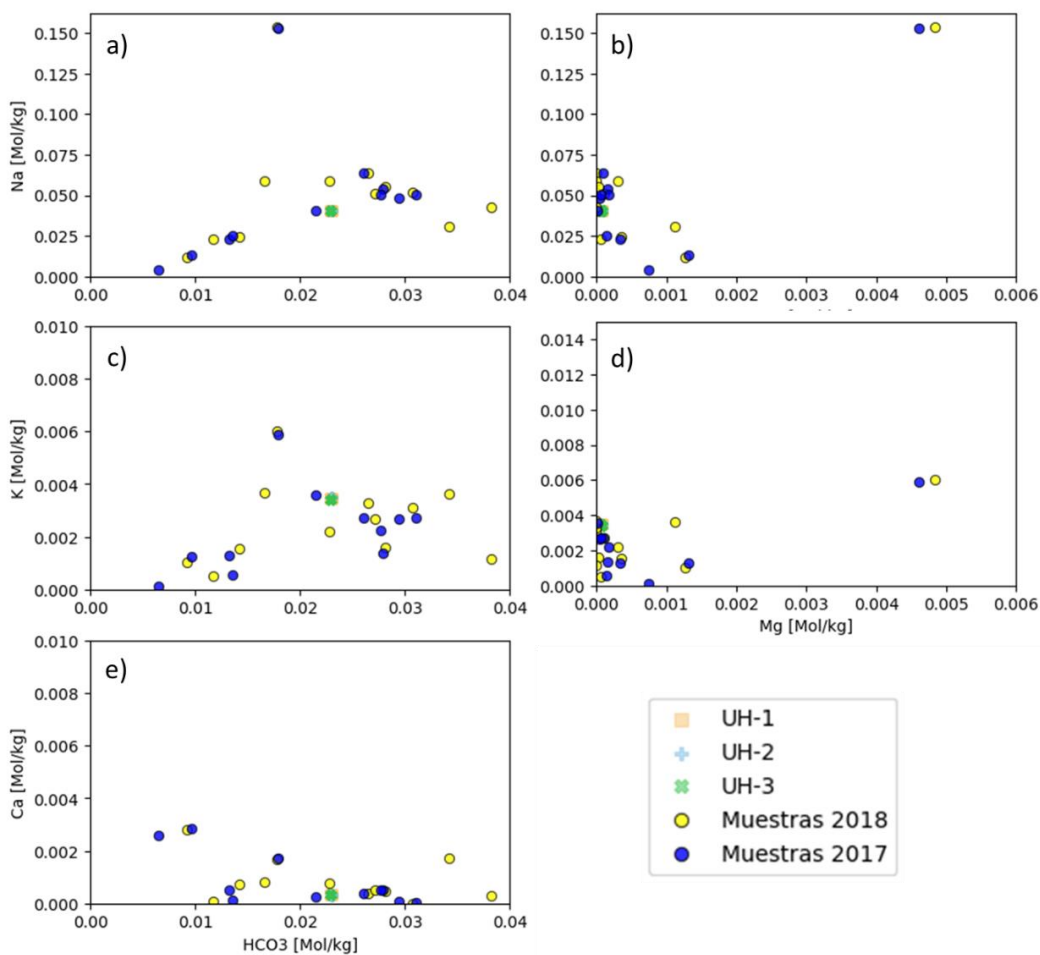 a)
Na [Mol/kg]
0.150
0.125
0.100
0.075
0.050
0.025
0.000
0.00 0.01 0.02 0.03 0.04
b)
0.150
0.125
0.100
0.075
0.050
0.025
0.000
0.000 0.001 0.002 0.003 0.004 0.005 0.006
c)
K [Mol/kg]
0.010
0.008
0.006
0.004
0.002
0.000
0.00 0.01 0.02 0.03 0.04
d)
0.014
0.012
0.010
0.008
0.006
0.004
0.002
0.000
0.000 0.001 0.002 0.003 0.004 0.005 0.006
Mg [Mol/kg]
e)
Ca [Mol/kg]
0.010
0.008
0.006
0.004
0.002
0.000
0.00 0.01 0.02 0.03 0.04
HCO3 [Mol/kg]
UH-1
UH-2
UH-3
Muestras 2018
Muestras 2017